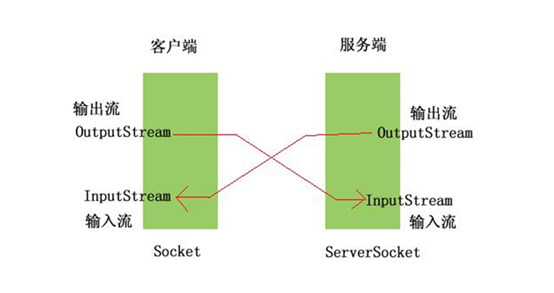 客户端
服务端
输出流
OutputStream
输出流
OutputStream
InputStream
输入流
InputStream
输入流
Socket
ServerSocket